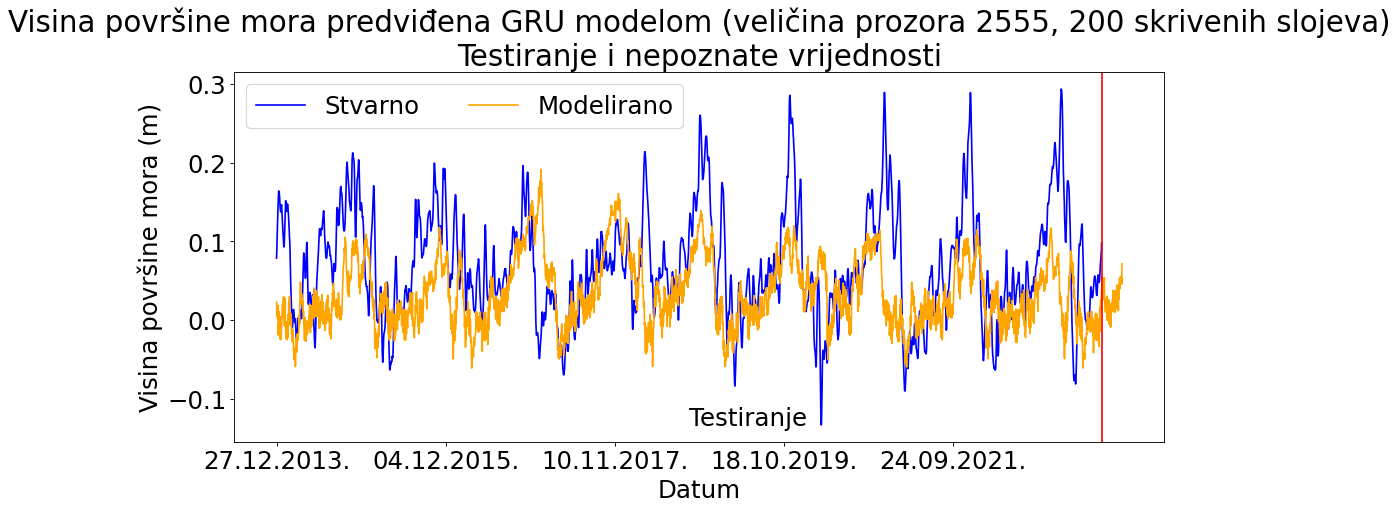 Visina površine mora predviđena GRU modelom (veličina prozora 2555, 200 skrivenih slojeva)
Testiranje i nepoznate vrijednosti
Stvarno
Modelirano
Visina površine mora (m)
0.3
0.2
0.1
0.0
−0.1
Testiranje
27.12.2013.
04.12.2015.
10.11.2017.
18.10.2019.
24.09.2021.
Datum